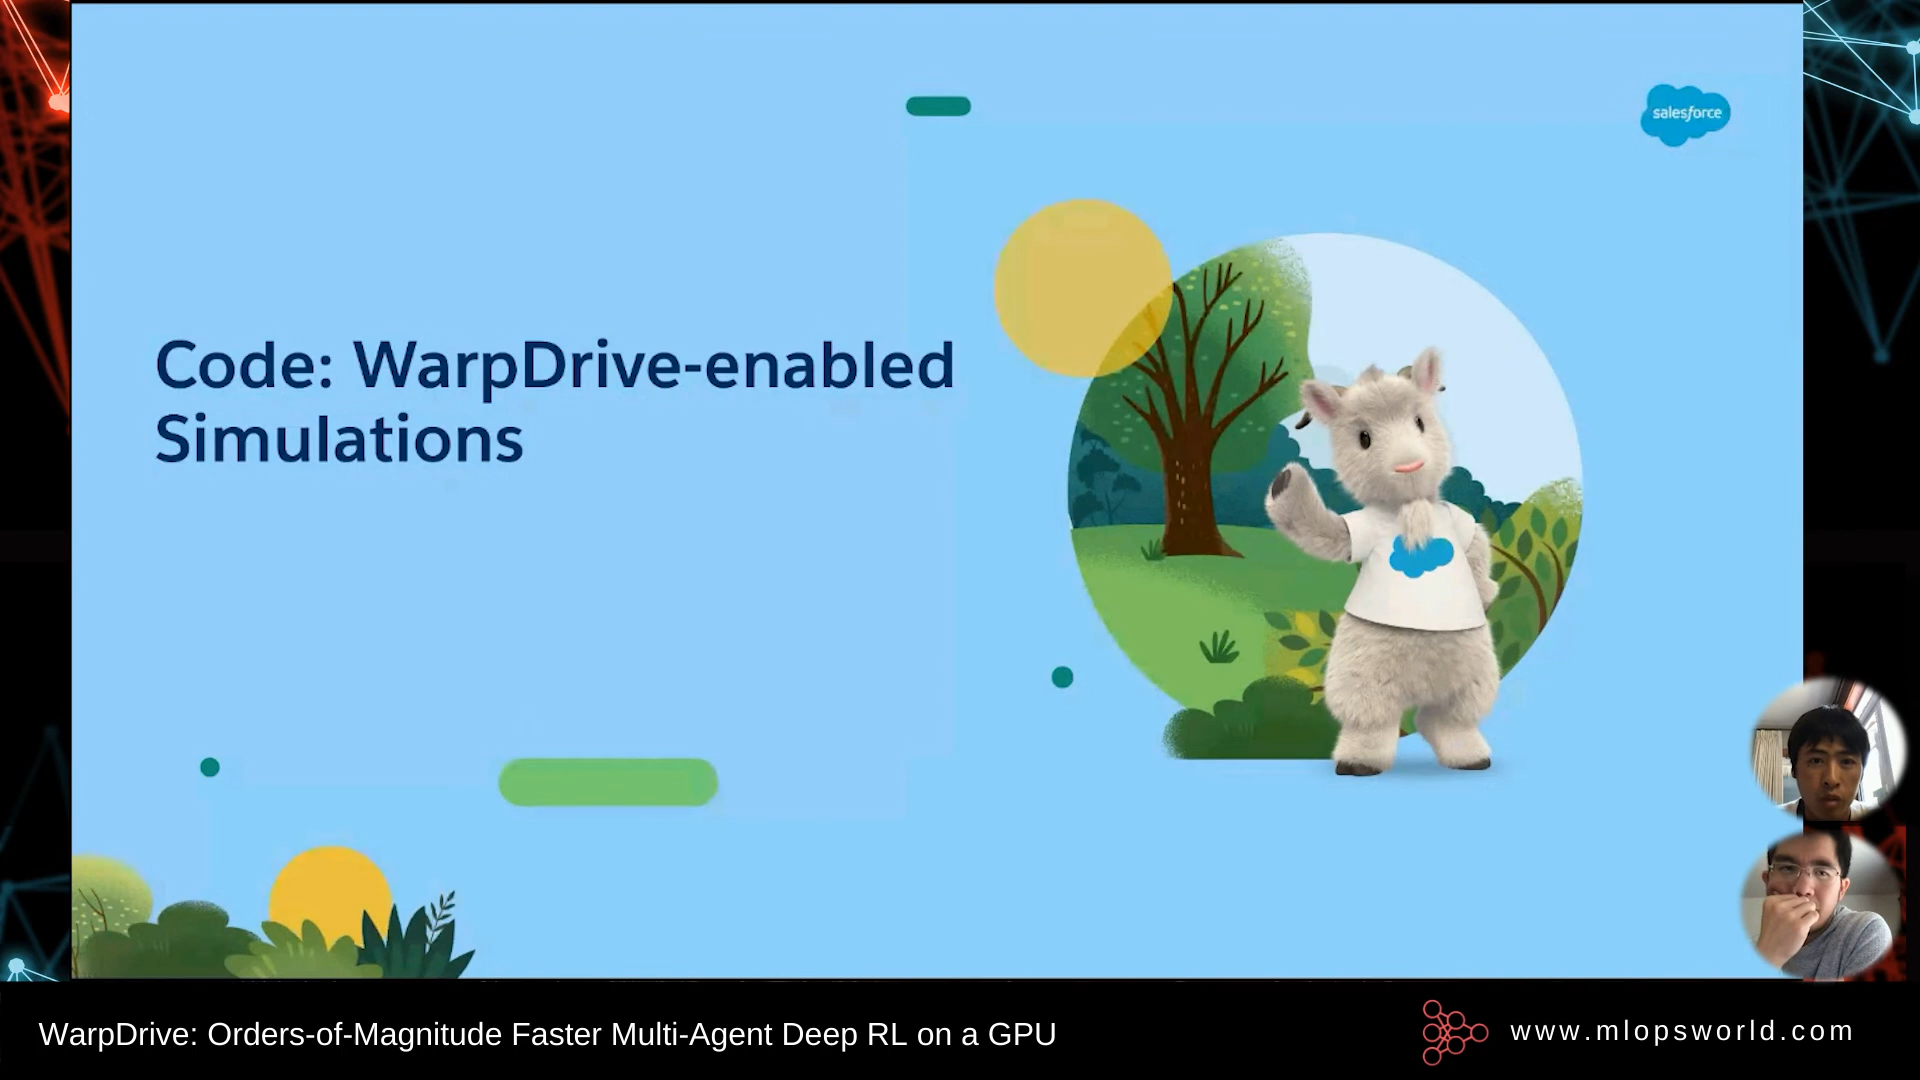 salesforce
Code: WarpDrive-enabled
Simulations
WarpDrive: Orders-of-Magnitude Faster Multi-Agent Deep RL on a GPU
www.mlopsworld.com